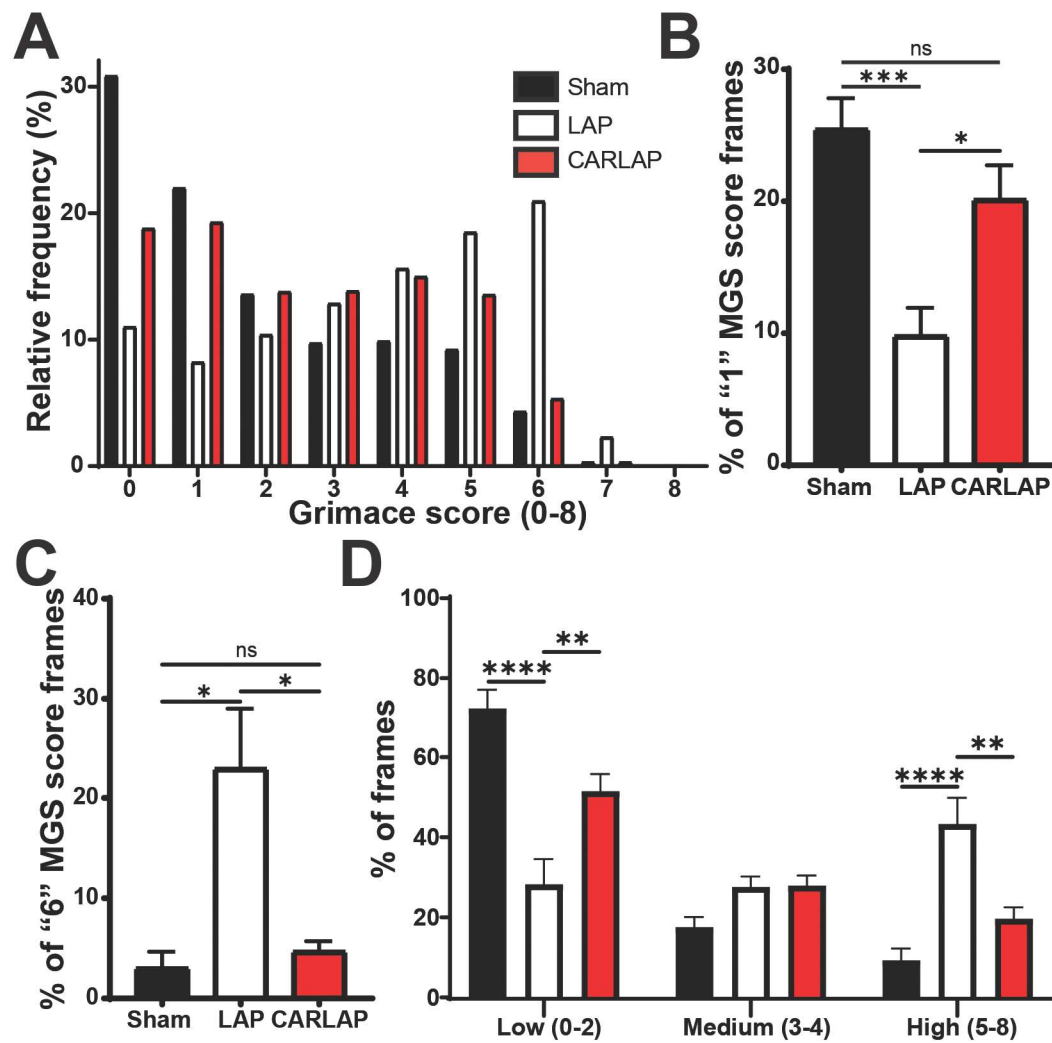 A
Relative frequency (%)
30
20
10
0
Sham
LAP
CARLAP
0 1 2 3 4 5 6 7 8
Grimace score (0-8)
B
% of “1” MGS score frames
30
20
10
0
ns
***
*
Sham LAP CARLAP
C
% of “6” MGS score frames
40
30
20
10
0
ns
* *
Sham LAP CARLAP
D
% of frames
100
80
60
40
20
0
**
****
**
****
Low (0-2) Medium (3-4) High (5-8)